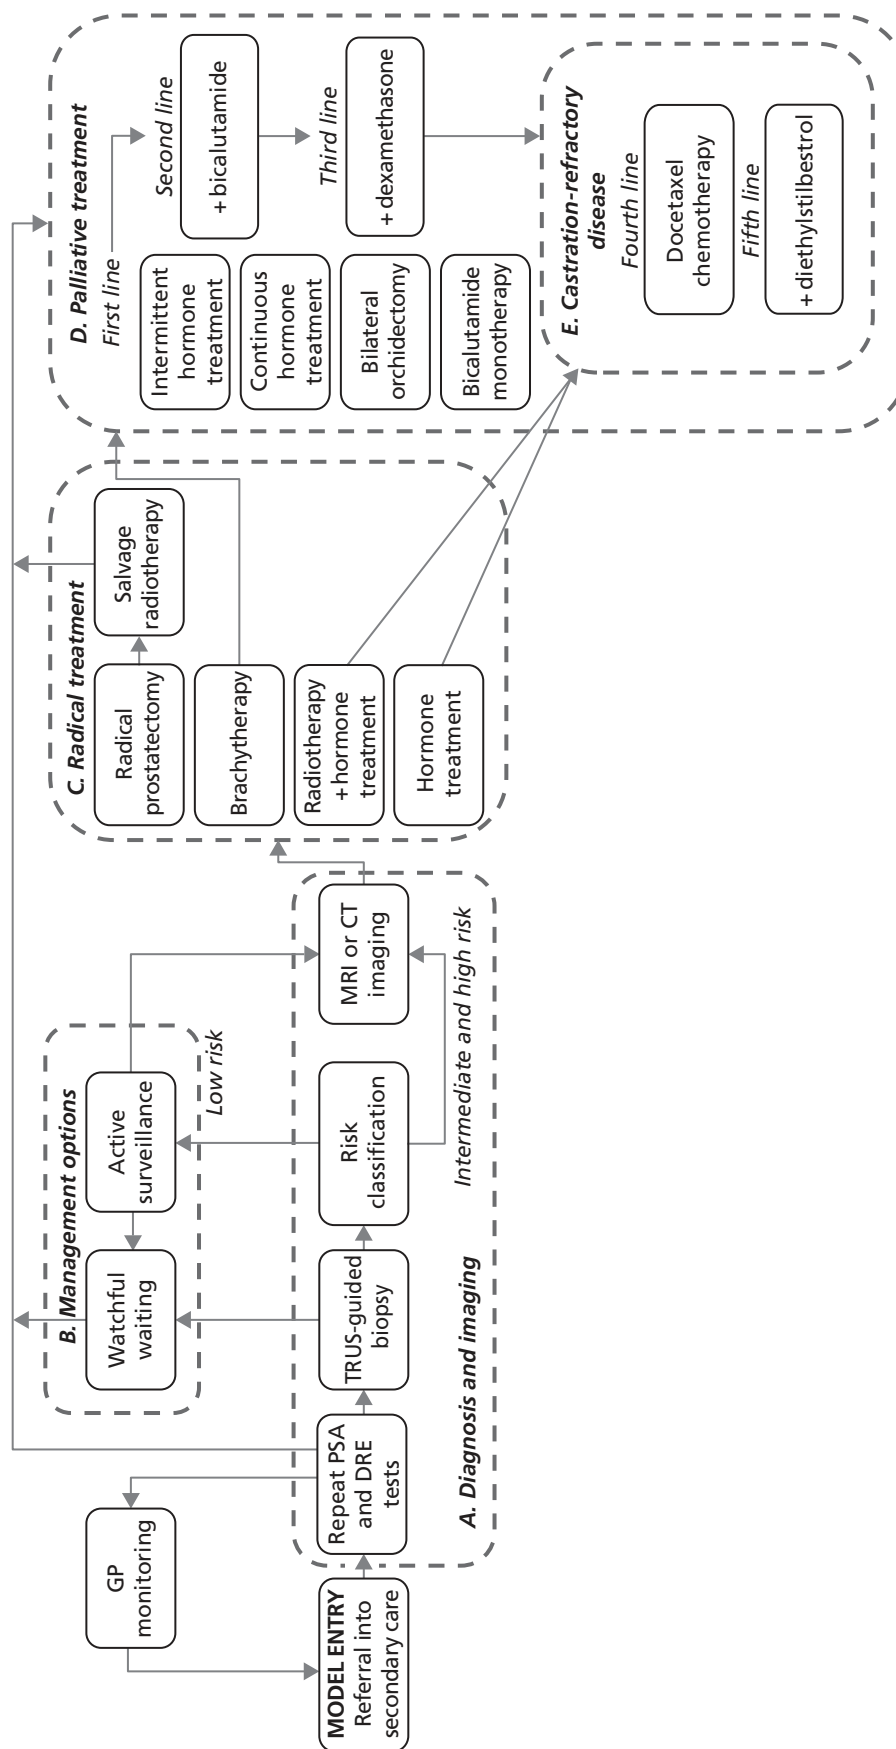 MODEL ENTRY
Referral into
secondary care
GP
monitoring
A. Diagnosis and imaging
Repeat PSA
and DRE
tests
TRUS-guided
biopsy
Risk
classification
MRI or CT
imaging
Intermediate and high risk
B. Management options
Watchful
waiting
Active
surveillance
Low risk
C. Radical treatment
Radical
prostatectomy
Salvage
radiotherapy
Brachytherapy
Radiotherapy
+ hormone
treatment
Hormone
treatment
D. Palliative treatment
First line
Intermittent
hormone
treatment
Continuous
hormone
treatment
Bilateral
orchidectomy
Bicalutamide
monotherapy
Second line
+ bicalutamide
Third line
+ dexamethasone
E. Castration-refractory
disease
Fourth line
Docetaxel
chemotherapy
Fifth line
+ diethylstilbestrol